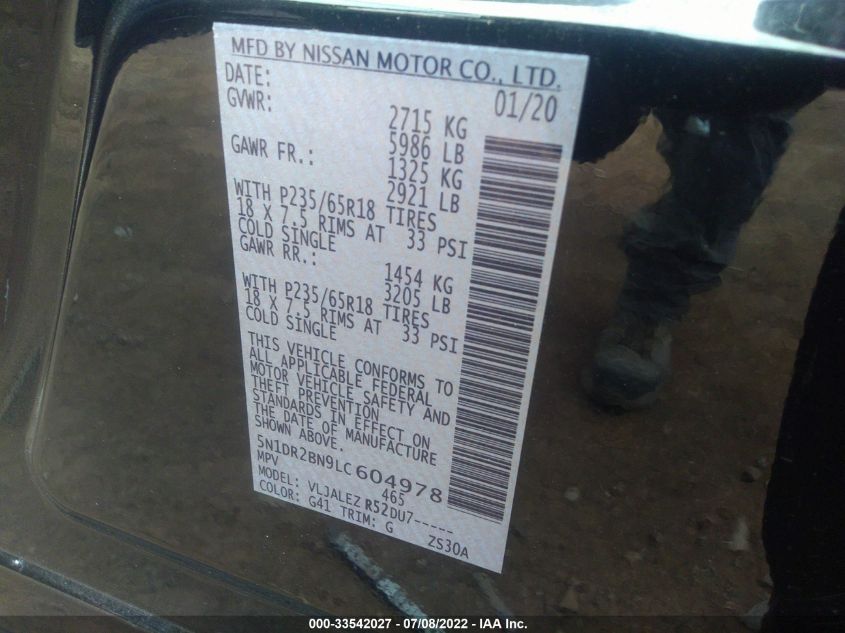 MFD BY NISSAN MOTOR CO., LTD.
DATE: 01/20
GVWR: 2715 KG
5986 LB
GAWR FR.: 1325 KG
2921 LB
WITH P235/65R18 TIRES
18 X 7.5 RIMS AT 33 PSI
COLD SINGLE
GAWR RR.: 1454 KG
3205 LB
WITH P235/65R18 TIRES
18 X 7.5 RIMS AT 33 PSI
COLD SINGLE
THIS VEHICLE CONFORMS TO
ALL APPLICABLE FEDERAL
MOTOR VEHICLE SAFETY AND
THEFT PREVENTION
STANDARDS IN EFFECT ON
THE DATE OF MANUFACTURE
SHOWN ABOVE.
5N1DR2BN9LC 604978
MPV 465
MODEL: VLJALEZ R52DU7-----
COLOR: G41 TRIM: G ZS30A
000-33542027 - 07/08/2022 - IAA Inc.